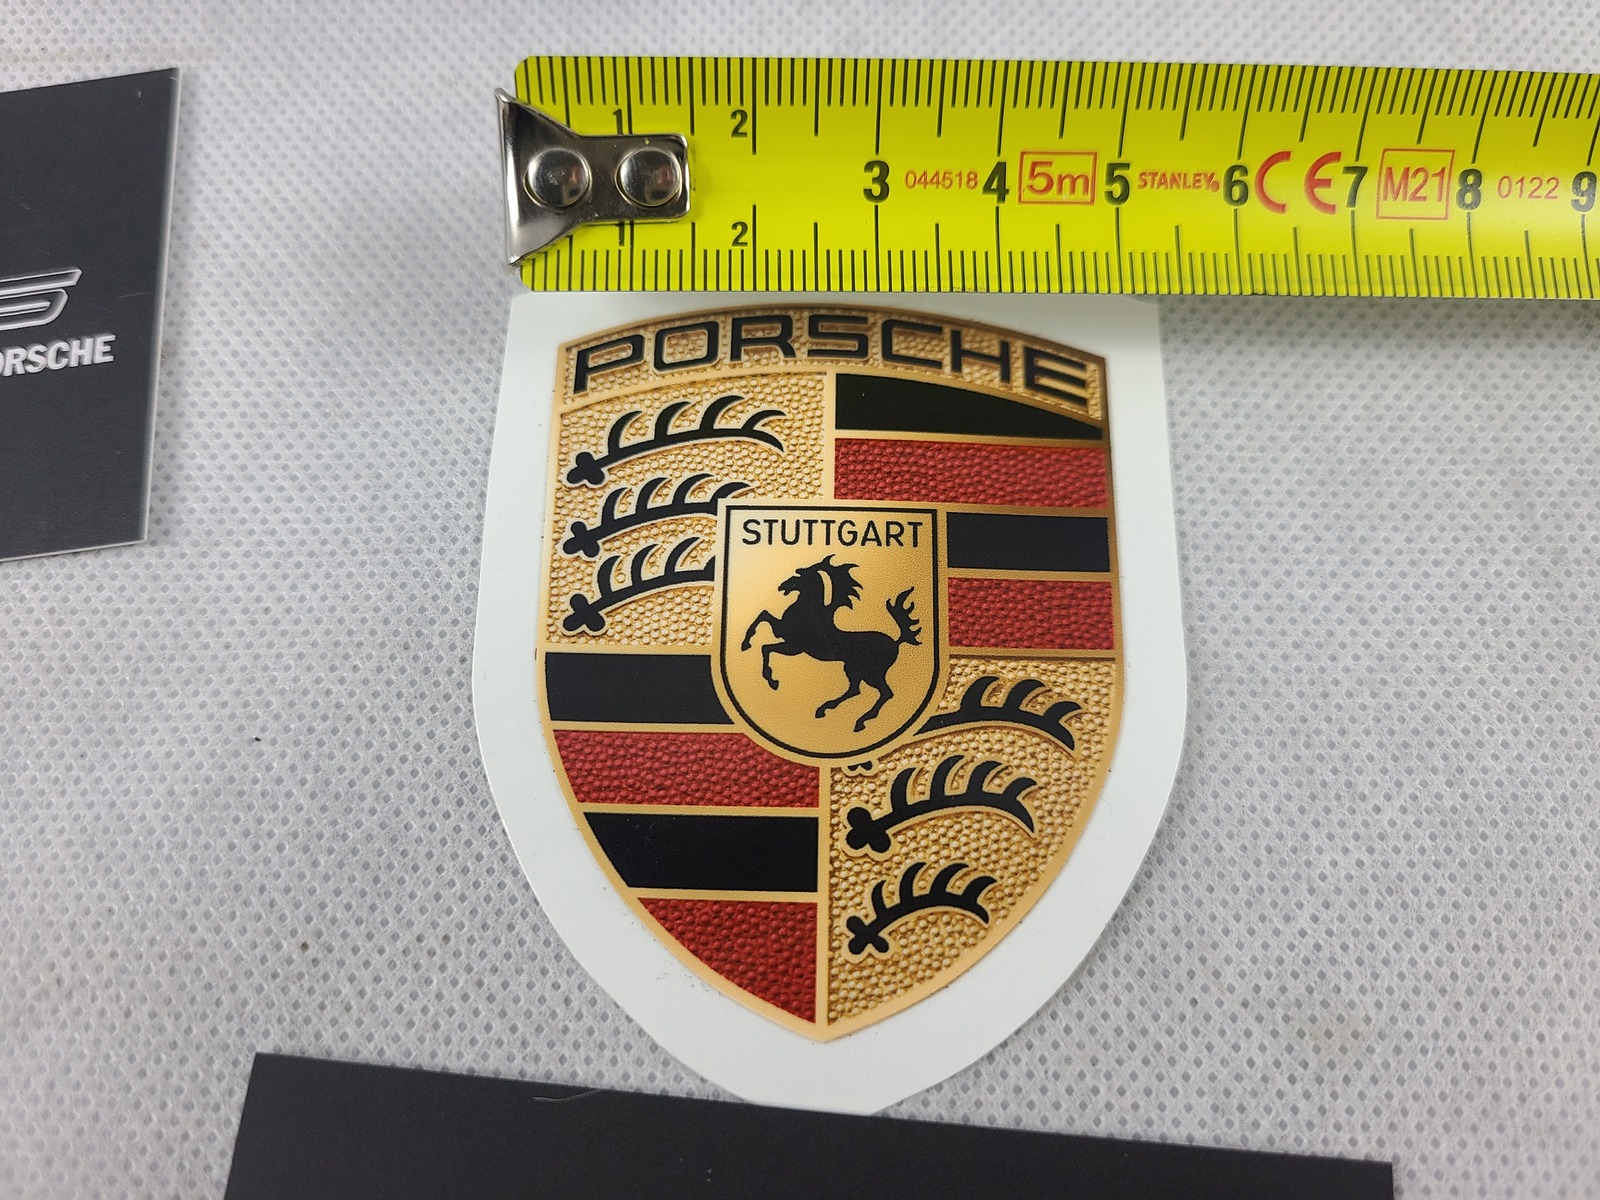 1 2
3 044518 4 5m 5 STANLEY® 6 CE 7 M21 8 0122 9
1 2
PORSCHE
STUTTGART
ORSCHE